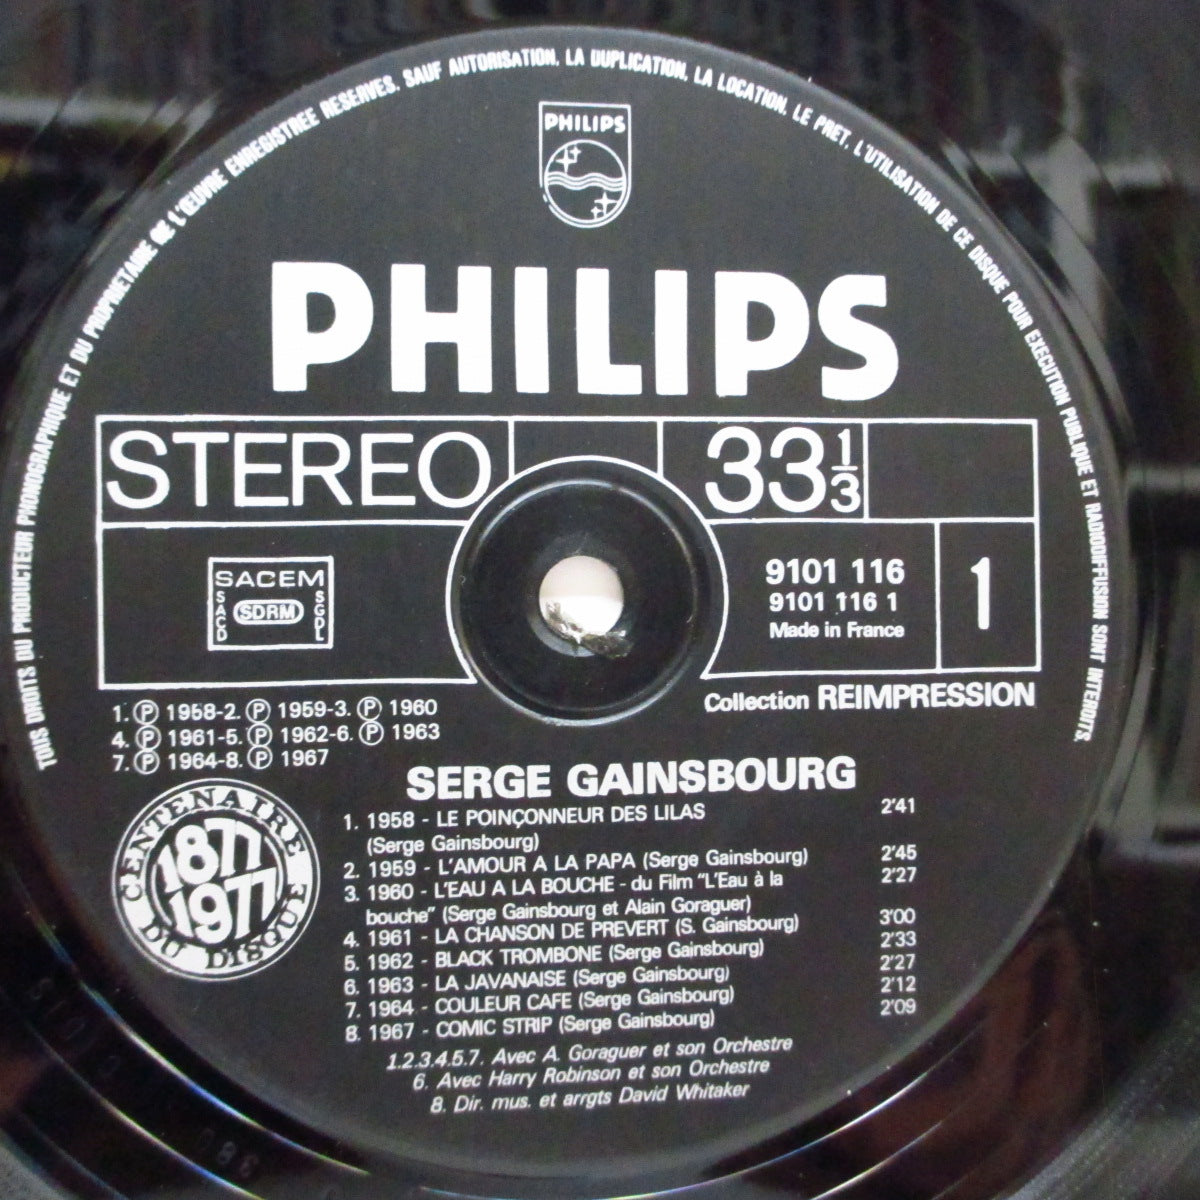 TOUS DROITS DU PRODUCTEUR PHONOGRAPHIQUE ET DU PROPRIETAIRE DE L'ŒUVRE ENREGISTREE RESERVES. SAUF AUTORISATION, LA DUPLICATION, LA LOCATION, LE PRET, L'UTILISATION DE CE DISQUE POUR EXECUTION PUBLIQUE ET RADIODIFFUSION SONT INTERDITS.
PHILIPS
PHILIPS
STEREO
33 1/3
SACEM
SACD
SDRM
SGDL
9101 116
9101 116 1
Made in France
1
Collection REIMPRESSION
1. Ⓟ 1958-2. Ⓟ 1959-3. Ⓟ 1960
4. Ⓟ 1961-5. Ⓟ 1962-6. Ⓟ 1963
7. Ⓟ 1964-8. Ⓟ 1967
CENTENAIRE
1877
1977
DU DISQUE
SERGE GAINSBOURG
1. 1958 - LE POINÇONNEUR DES LILAS 2'41
(Serge Gainsbourg)
2. 1959 - L'AMOUR A LA PAPA (Serge Gainsbourg) 2'45
3. 1960 - L'EAU A LA BOUCHE - du Film "L'Eau à la 2'27
bouche" (Serge Gainsbourg et Alain Goraguer)
4. 1961 - LA CHANSON DE PREVERT (S. Gainsbourg) 3'00
5. 1962 - BLACK TROMBONE (Serge Gainsbourg) 2'33
6. 1963 - LA JAVANAISE (Serge Gainsbourg) 2'27
7. 1964 - COULEUR CAFE (Serge Gainsbourg) 2'12
8. 1967 - COMIC STRIP (Serge Gainsbourg) 2'09
1.2.3.4.5.7. Avec A. Goraguer et son Orchestre
6. Avec Harry Robinson et son Orchestre
8. Dir. mus. et arrgts David Whitaker